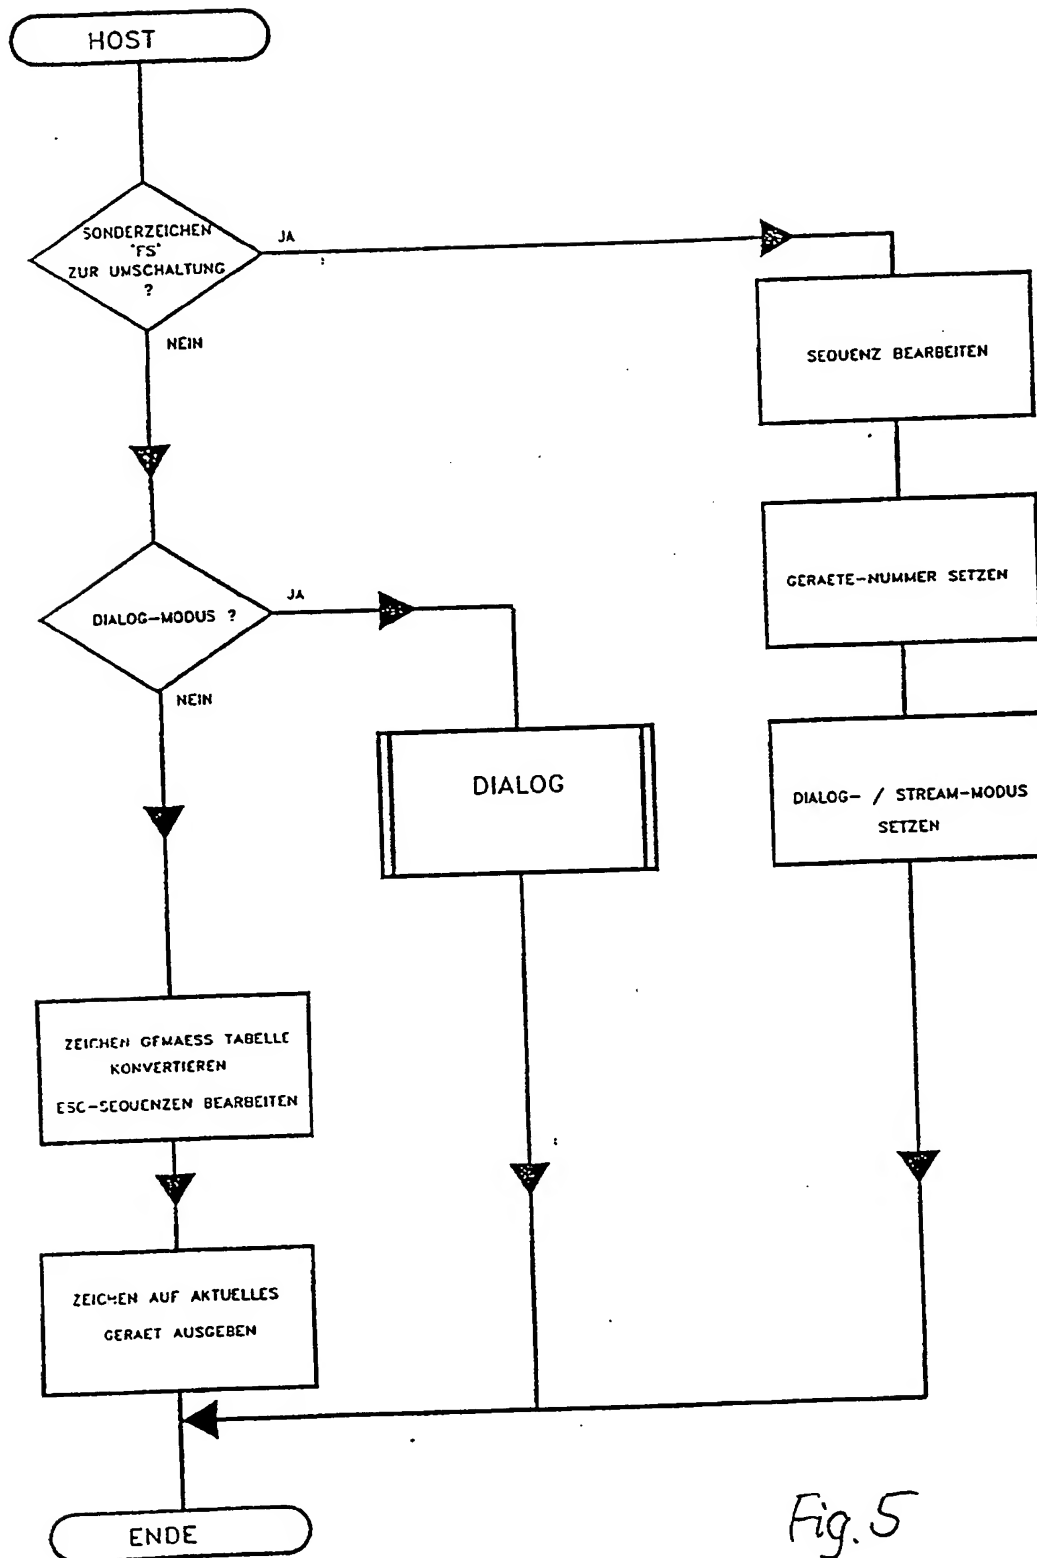 HOST
SONDERZEICHEN
"FS"
ZUR UMSCHALTUNG
?
JA
NEIN
SEQUENZ BEARBEITEN
GERAETE-NUMMER SETZEN
DIALOG-MODUS ?
JA
NEIN
DIALOG
DIALOG- / STREAM-MODUS
SETZEN
ZEICHEN GEMAESS TABELLE
KONVERTIEREN
ESC-SEQUENZEN BEARBEITEN
ZEICHEN AUF AKTUELLES
GERAET AUSGEBEN
ENDE
Fig. 5